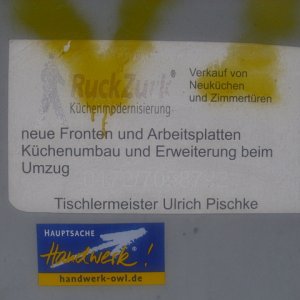 RuckZuck®
Küchenmodernisierung
Verkauf von
Neuküchen
und Zimmertüren
neue Fronten und Arbeitsplatten
Küchenumbau und Erweiterung beim
Umzug
Tischlermeister Ulrich Pischke
HAUPTSACHE
Handwerk!
handwerk-owl.de